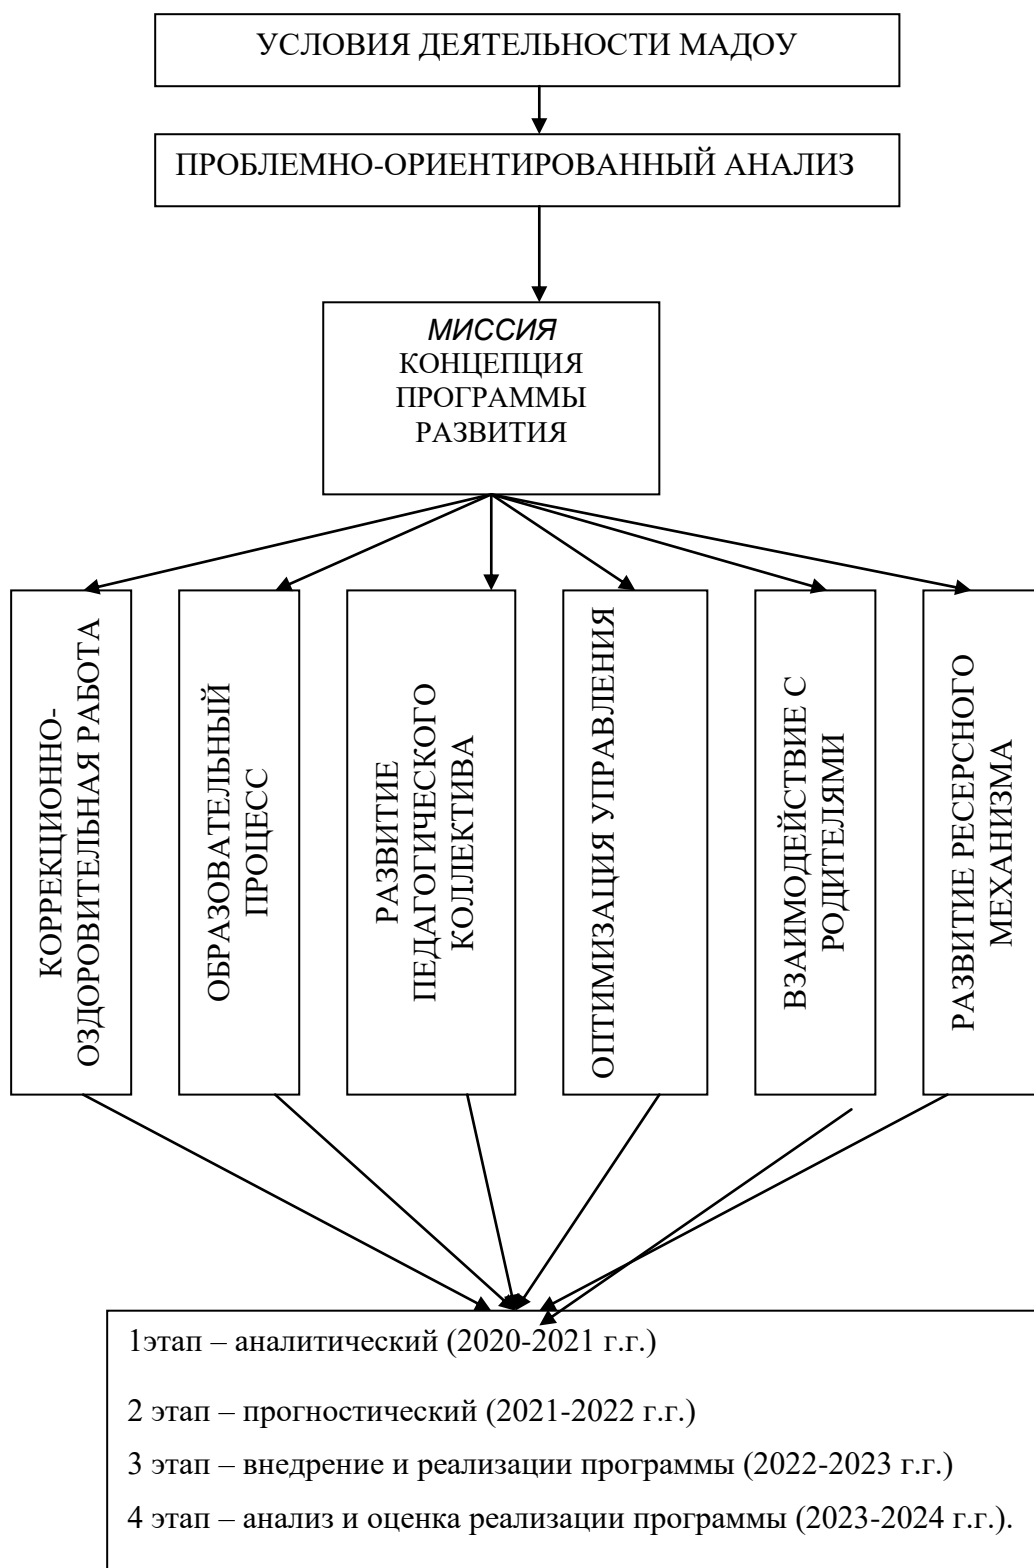 УСЛОВИЯ ДЕЯТЕЛЬНОСТИ МАДОУ
ПРОБЛЕМНО-ОРИЕНТИРОВАННЫЙ АНАЛИЗ
МИССИЯ
КОНЦЕПЦИЯ
ПРОГРАММЫ
РАЗВИТИЯ
КОРРЕКЦИОННО-
ОЗДОРОВИТЕЛЬНАЯ РАБОТА
ОБРАЗОВАТЕЛЬНЫЙ
ПРОЦЕСС
РАЗВИТИЕ
ПЕДАГОГИЧЕСКОГО
КОЛЛЕКТИВА
ОПТИМИЗАЦИЯ УПРАВЛЕНИЯ
ВЗАИМОДЕЙСТВИЕ С
РОДИТЕЛЯМИ
РАЗВИТИЕ РЕСЕРСНОГО
МЕХАНИЗМА
1этап – аналитический (2020-2021 г.г.)
2 этап – прогностический (2021-2022 г.г.)
3 этап – внедрение и реализации программы (2022-2023 г.г.)
4 этап – анализ и оценка реализации программы (2023-2024 г.г.).